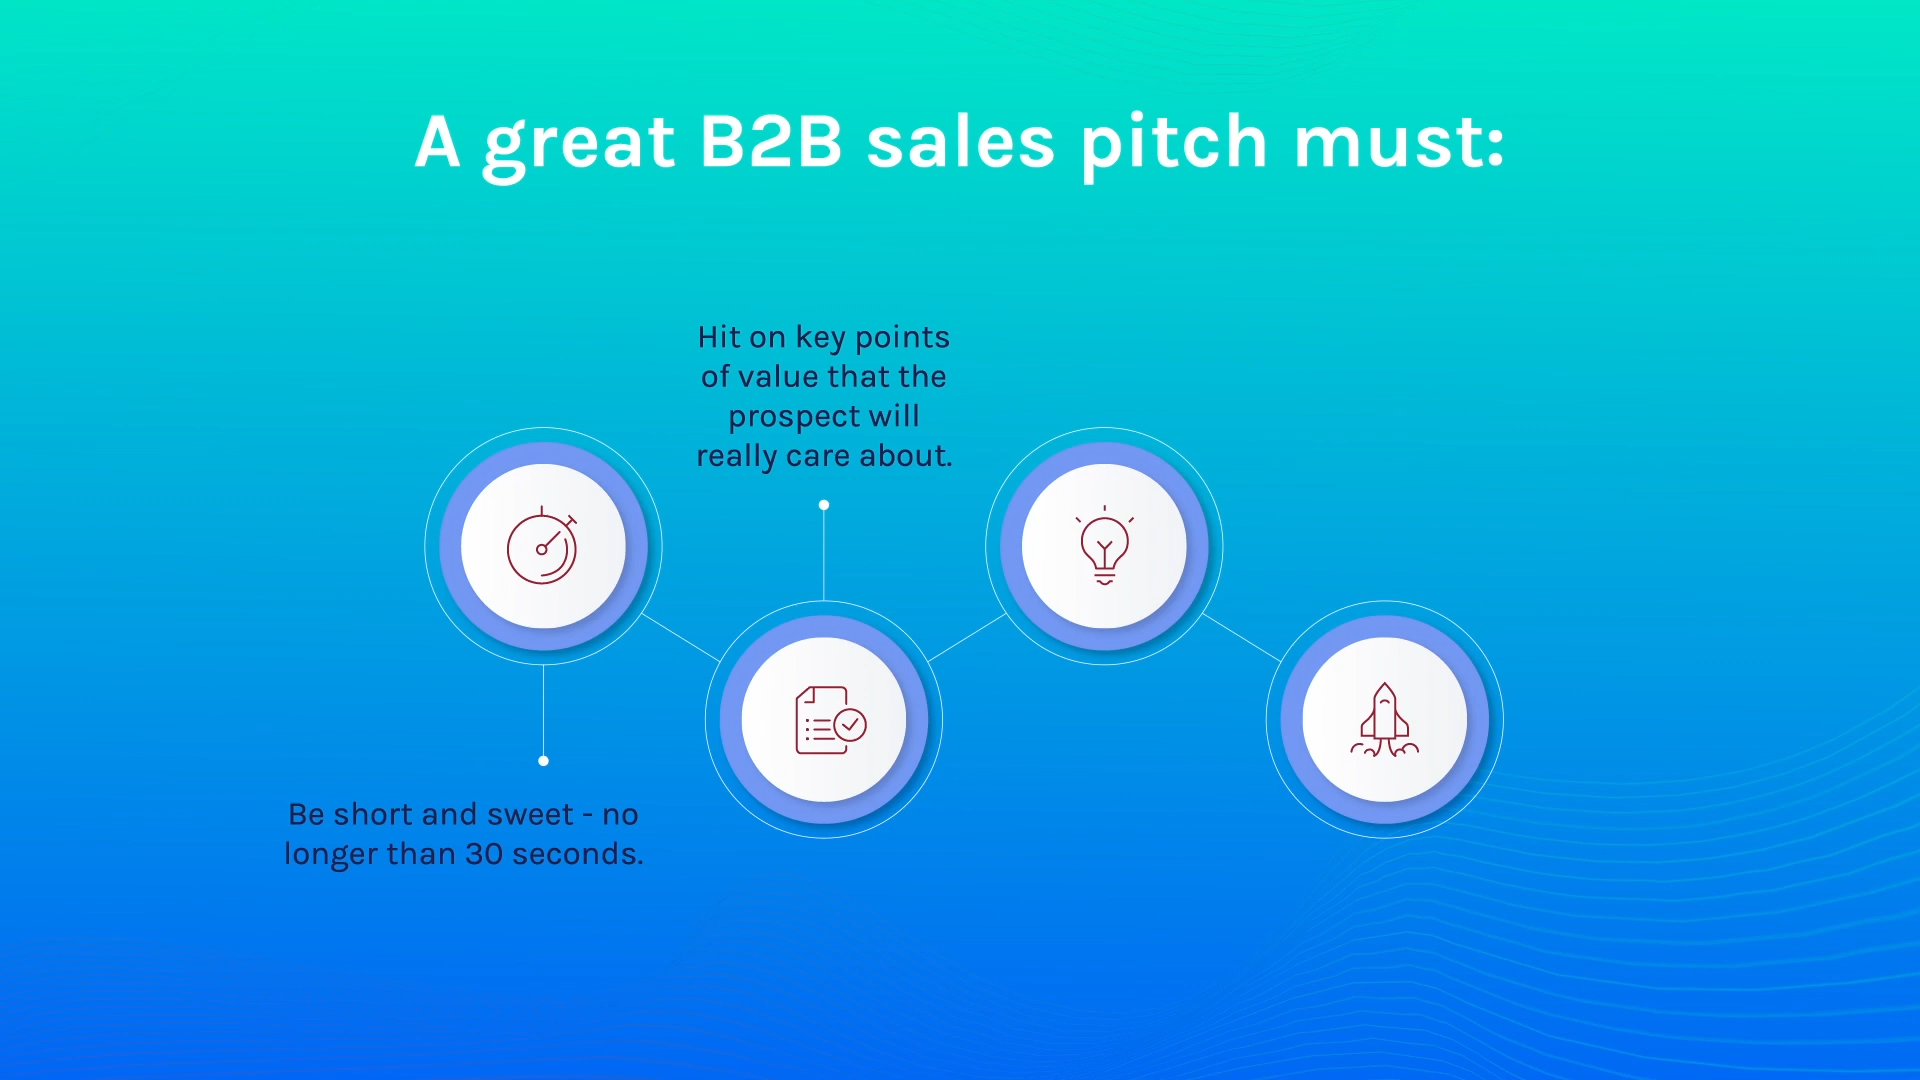 A great B2B sales pitch must:
Hit on key points
of value that the
prospect will
really care about.
Be short and sweet - no
longer than 30 seconds.